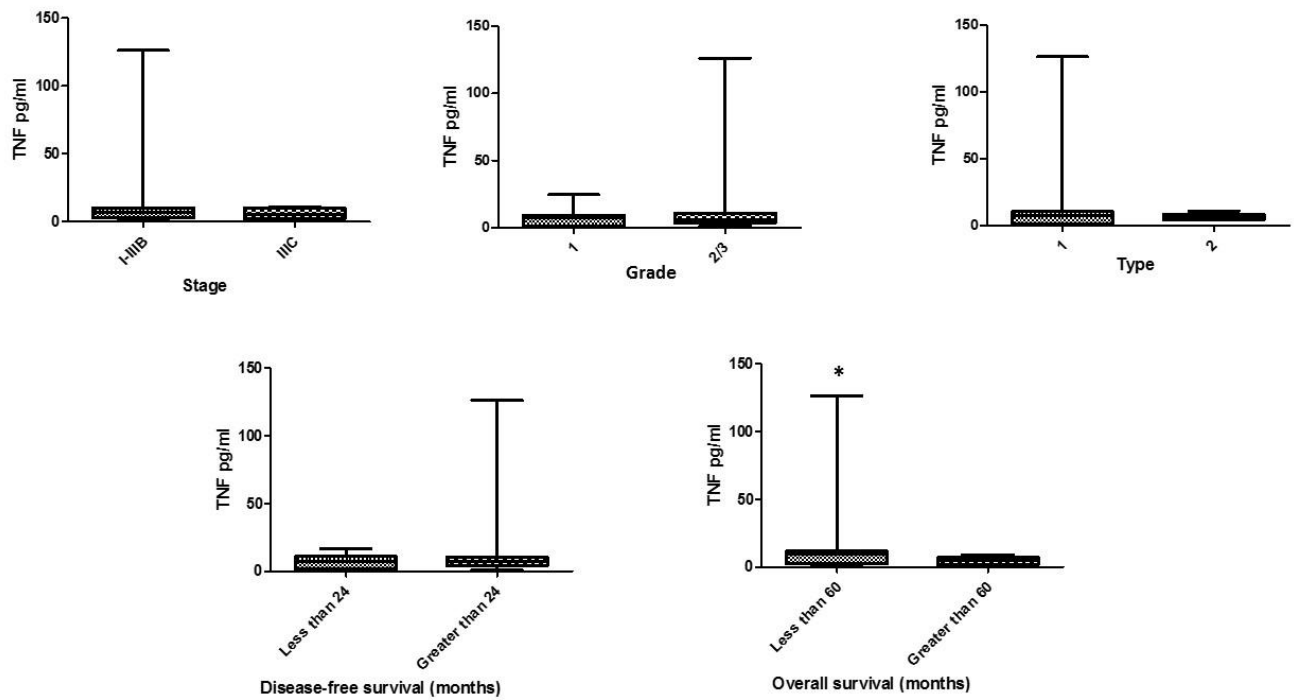 150
100
50
0
TNF pg/ml
I-IIIB
IIIC
Stage
150
100
50
0
TNF pg/ml
1
2/3
Grade
150
100
50
0
TNF pg/ml
1
2
Type
150
100
50
0
TNF pg/ml
Less than 24
Greater than 24
Disease-free survival (months)
150
100
50
0
TNF pg/ml
*
Less than 60
Greater than 60
Overall survival (months)